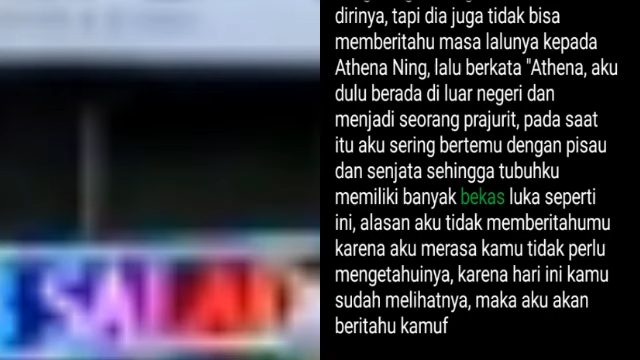 SALAD
dirinya, tapi dia juga tidak bisa
memberitahu masa lalunya kepada
Athena Ning, lalu berkata "Athena, aku
dulu berada di luar negeri dan
menjadi seorang prajurit, pada saat
itu aku sering bertemu dengan pisau
dan senjata sehingga tubuhku
memiliki banyak bekas luka seperti
ini, alasan aku tidak memberitahumu
karena aku merasa kamu tidak perlu
mengetahuinya, karena hari ini kamu
sudah melihatnya, maka aku akan
beritahu kamuf